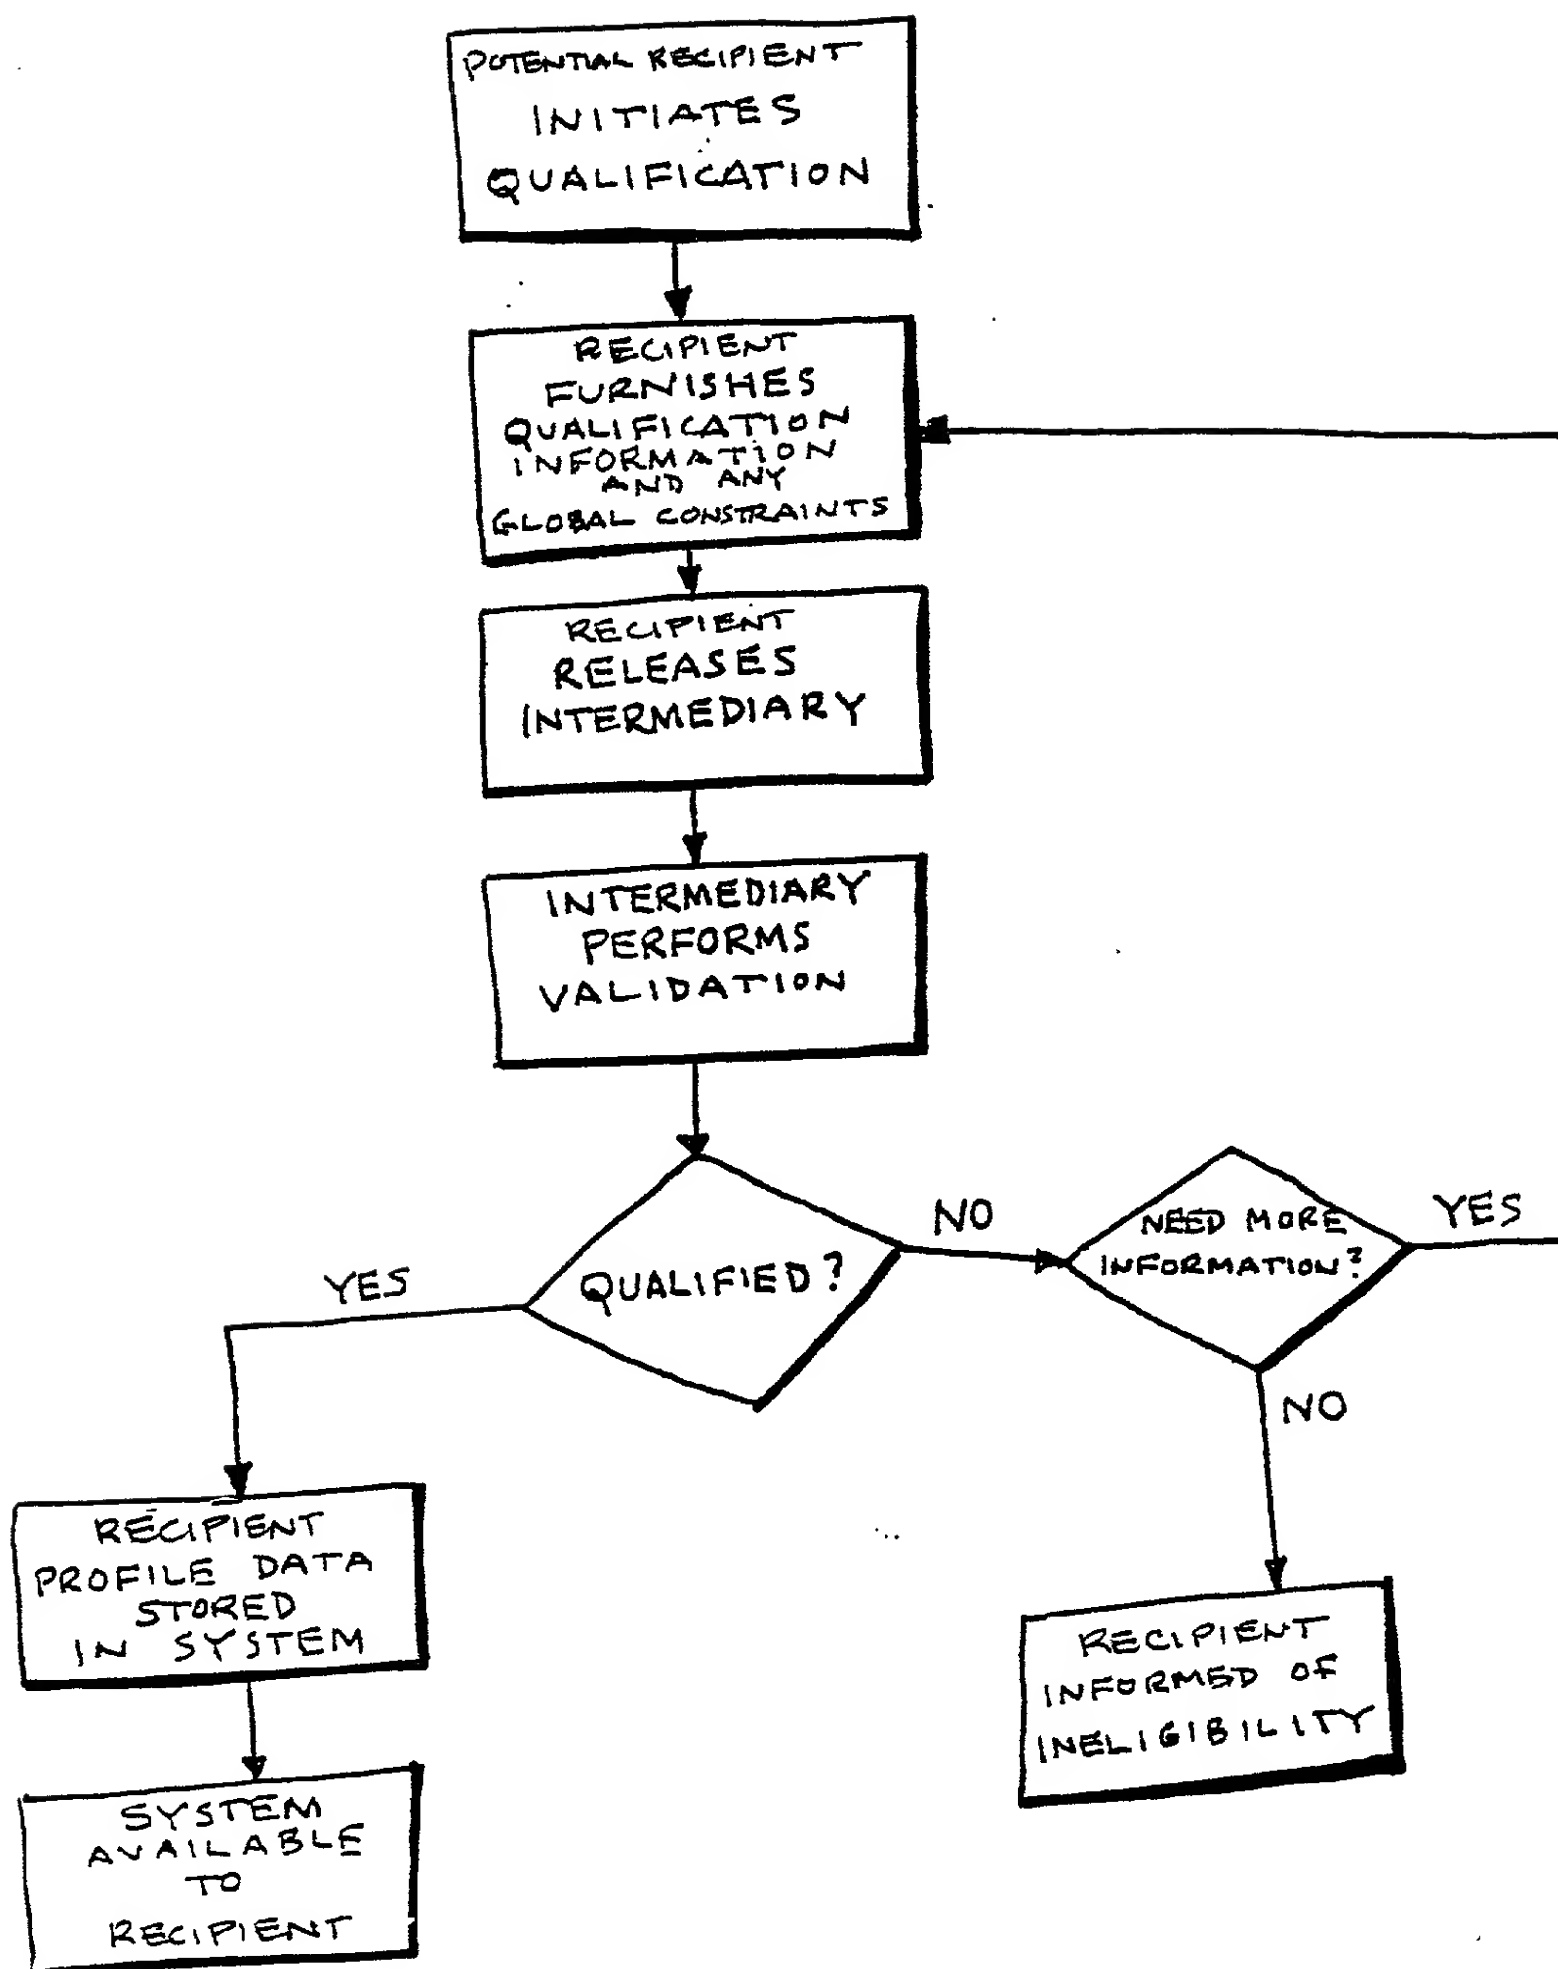 POTENTIAL RECIPIENT
INITIATES
QUALIFICATION
RECIPIENT
FURNISHES
QUALIFICATION
INFORMATION
AND ANY
GLOBAL CONSTRAINTS
RECIPIENT
RELEASES
INTERMEDIARY
INTERMEDIARY
PERFORMS
VALIDATION
QUALIFIED?
YES
NO
NEED MORE
INFORMATION?
YES
NO
RECIPIENT
PROFILE DATA
STORED
IN SYSTEM
RECIPIENT
INFORMED OF
INELIGIBILITY
SYSTEM
AVAILABLE
TO
RECIPIENT